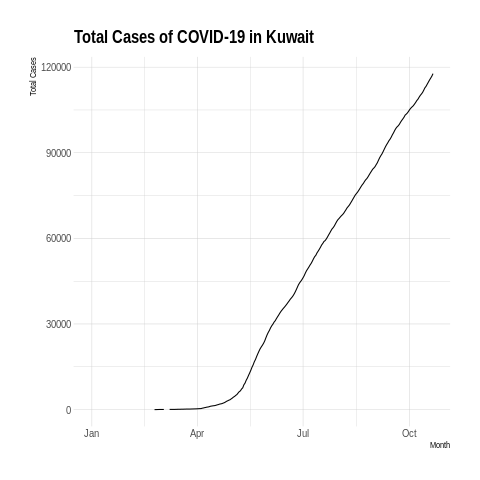 Total Cases of COVID-19 in Kuwait
Total Cases
120000
90000
60000
30000
0
Jan Apr Jul Oct
Month